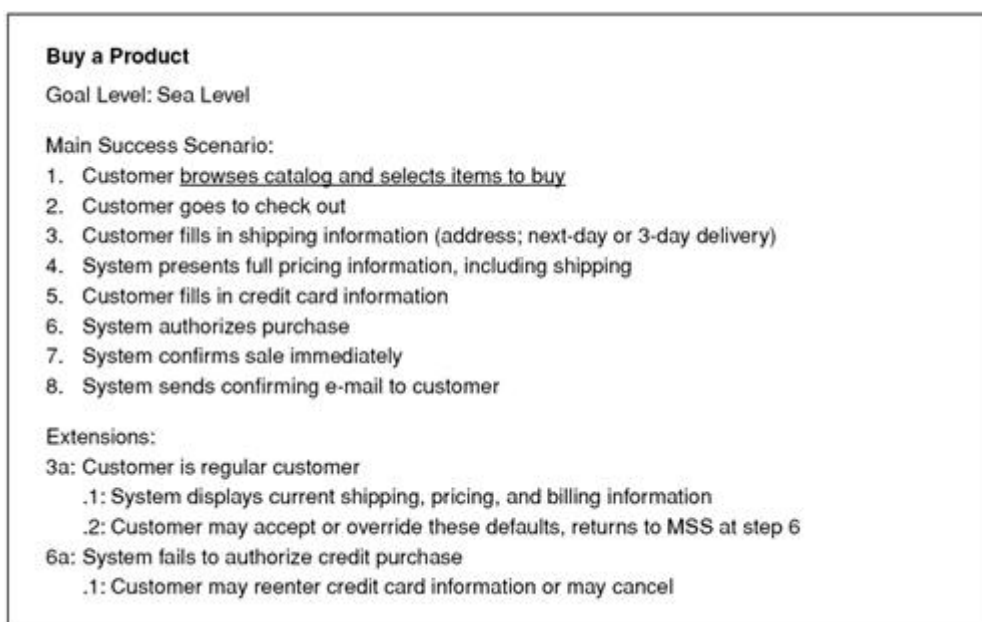 Buy a Product
Goal Level: Sea Level
Main Success Scenario:
1. Customer browses catalog and selects items to buy
2. Customer goes to check out
3. Customer fills in shipping information (address; next-day or 3-day delivery)
4. System presents full pricing information, including shipping
5. Customer fills in credit card information
6. System authorizes purchase
7. System confirms sale immediately
8. System sends confirming e-mail to customer
Extensions:
3a: Customer is regular customer
.1: System displays current shipping, pricing, and billing information
.2: Customer may accept or override these defaults, returns to MSS at step 6
6a: System fails to authorize credit purchase
.1: Customer may reenter credit card information or may cancel